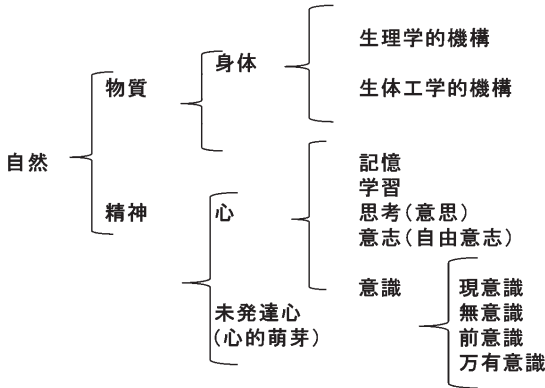 自然
物質
精神
身体
心
未発達心
(心的萌芽)
生理学的機構
生体工学的機構
記憶
学習
思考(意思)
意志(自由意志)
意識
現意識
無意識
前意識
万有意識